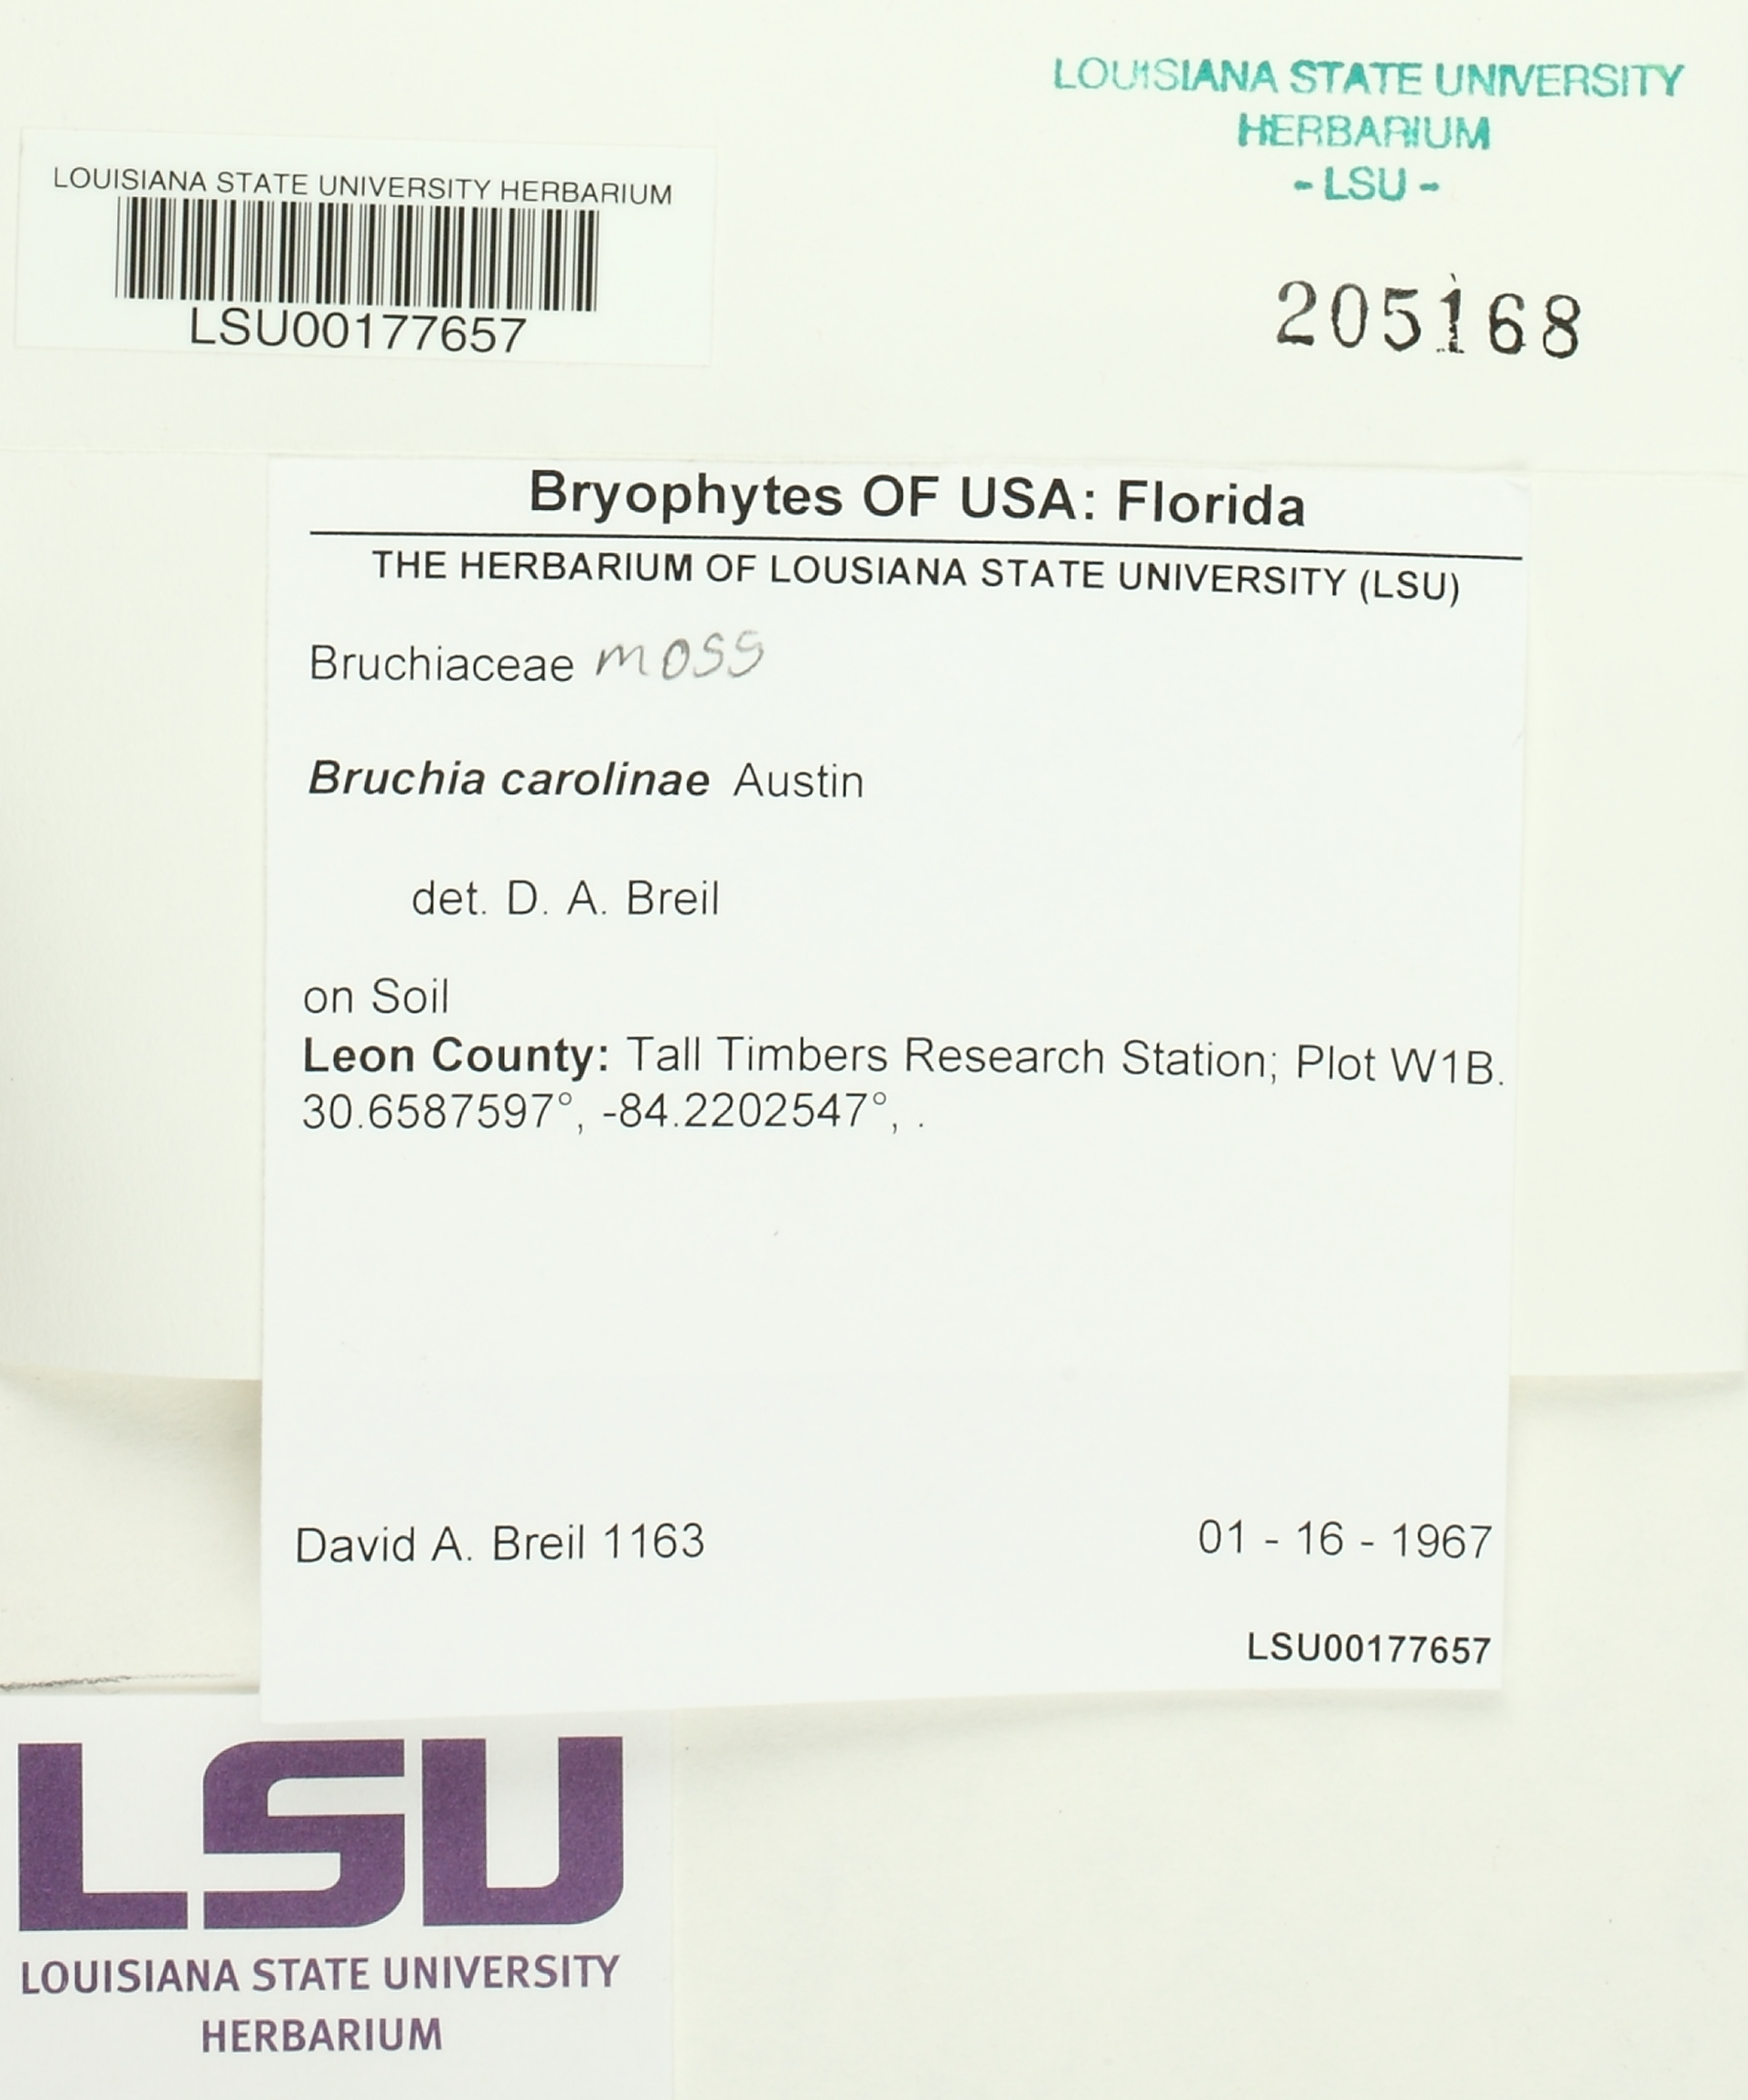 LOUISIANA STATE UNIVERSITY
HERBARIUM
- LSU -
LOUISIANA STATE UNIVERSITY HERBARIUM
LSU00177657
205168
Bryophytes OF USA: Florida
THE HERBARIUM OF LOUSIANA STATE UNIVERSITY (LSU)
Bruchiaceae moss
Bruchia carolinae Austin
det. D. A. Breil
on Soil
Leon County: Tall Timbers Research Station; Plot W1B.
30.6587597°, -84.2202547°, .
David A. Breil 1163
01 - 16 - 1967
LSU00177657
LSU
LOUISIANA STATE UNIVERSITY
HERBARIUM